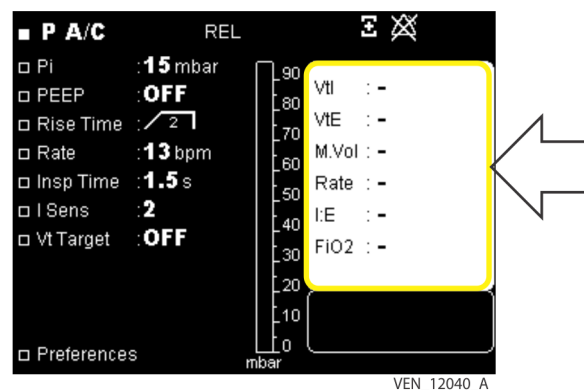 P A/C REL
Pi :15 mbar
PEEP :OFF
Rise Time : 2
Rate :13 bpm
Insp Time :1.5 s
I Sens :2
Vt Target :OFF
Preferences
90
80
70
60
50
40
30
20
10
0
mbar
VtI : -
VtE : -
M.Vol : -
Rate : -
I:E : -
FiO2 : -
VEN_12040_A